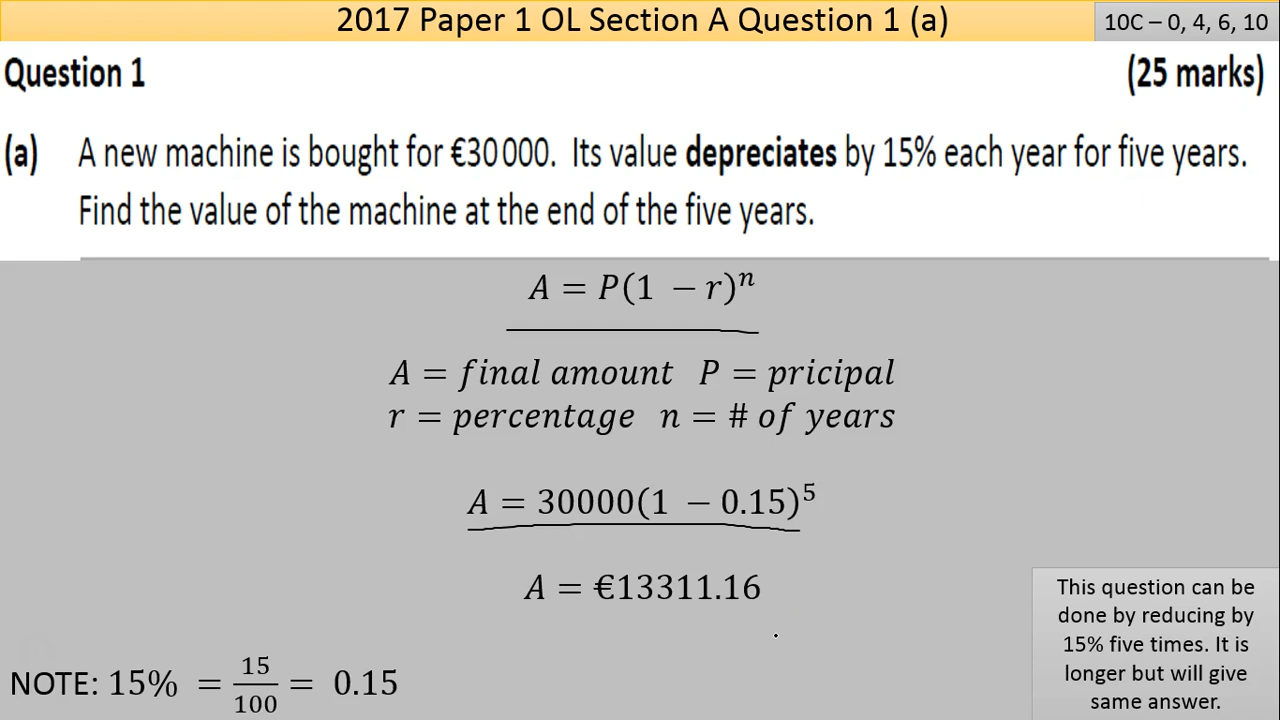 2017 Paper 1 OL Section A Question 1 (a)
10C – 0, 4, 6, 10
Question 1
(25 marks)
(a) A new machine is bought for €30 000. Its value depreciates by 15% each year for five years.
Find the value of the machine at the end of the five years.
A = P(1 − r)ⁿ
A = final amount P = pricipal
r = percentage n = # of years
A = 30000(1 − 0.15)⁵
A = €13311.16
NOTE: 15% = 15/100 = 0.15
This question can be
done by reducing by
15% five times. It is
longer but will give
same answer.